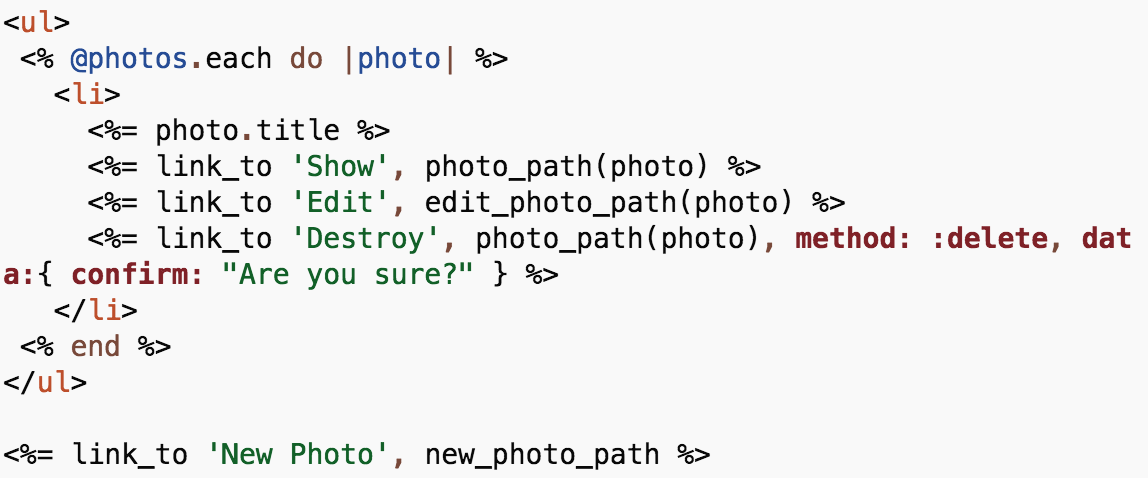 <ul>
 <% @photos.each do |photo| %>
   <li>
     <%= photo.title %>
     <%= link_to 'Show', photo_path(photo) %>
     <%= link_to 'Edit', edit_photo_path(photo) %>
     <%= link_to 'Destroy', photo_path(photo), method: :delete, dat
a:{ confirm: "Are you sure?" } %>
   </li>
 <% end %>
</ul>

<%= link_to 'New Photo', new_photo_path %>